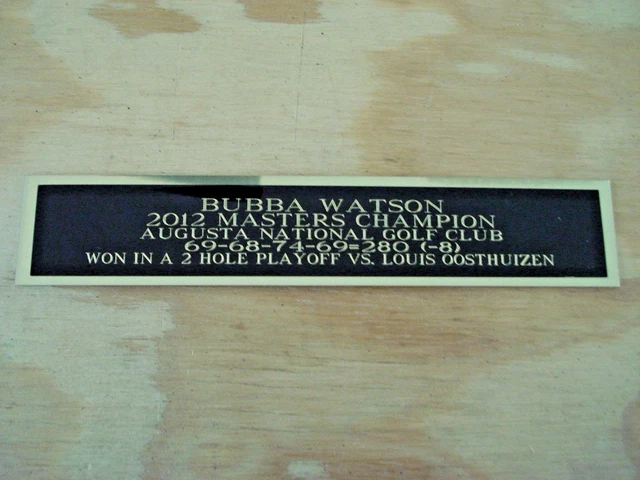 BUBBA WATSON
2012 MASTERS CHAMPION
AUGUSTA NATIONAL GOLF CLUB
69-68-74-69=280 (-8)
WON IN A 2 HOLE PLAYOFF VS. LOUIS OOSTHUIZEN